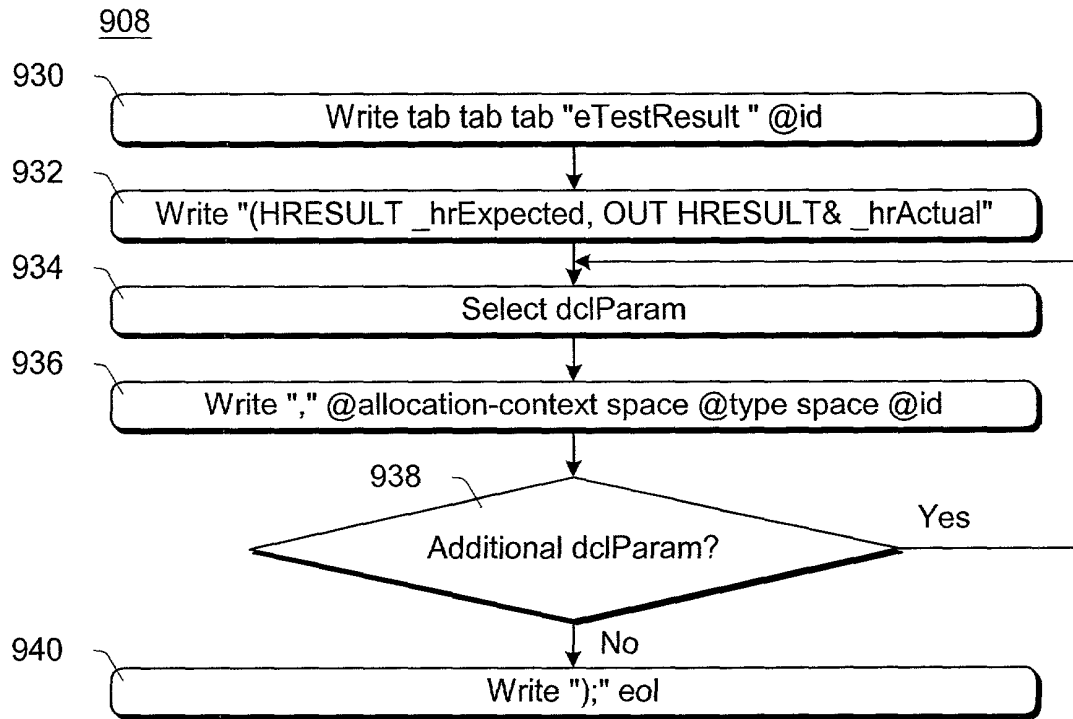 908
930
Write tab tab tab "eTestResult " @id
932
Write "(HRESULT _hrExpected, OUT HRESULT& _hrActual"
934
Select dclParam
936
Write "," @allocation-context space @type space @id
938
Additional dclParam?
Yes
No
940
Write ");" eol